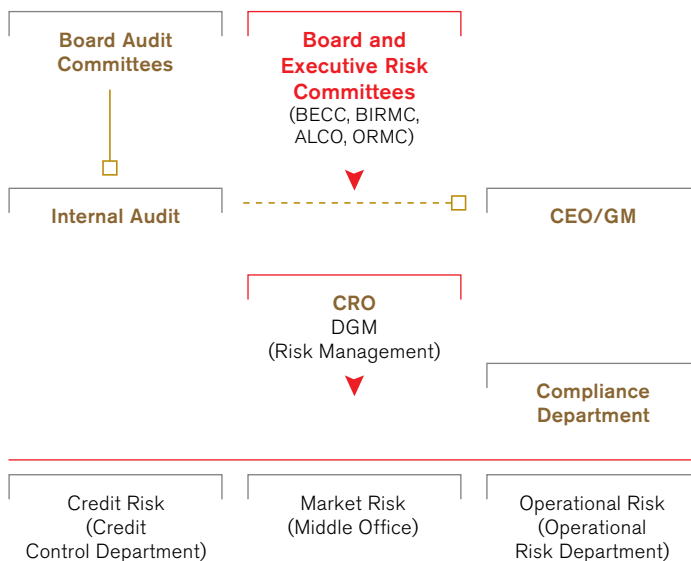 Board Audit
Committees
Board and
Executive Risk
Committees
(BECC, BIRMC,
ALCO, ORMC)
Internal Audit
CEO/GM
CRO
DGM
(Risk Management)
Compliance
Department
Credit Risk
(Credit
Control Department)
Market Risk
(Middle Office)
Operational Risk
(Operational
Risk Department)